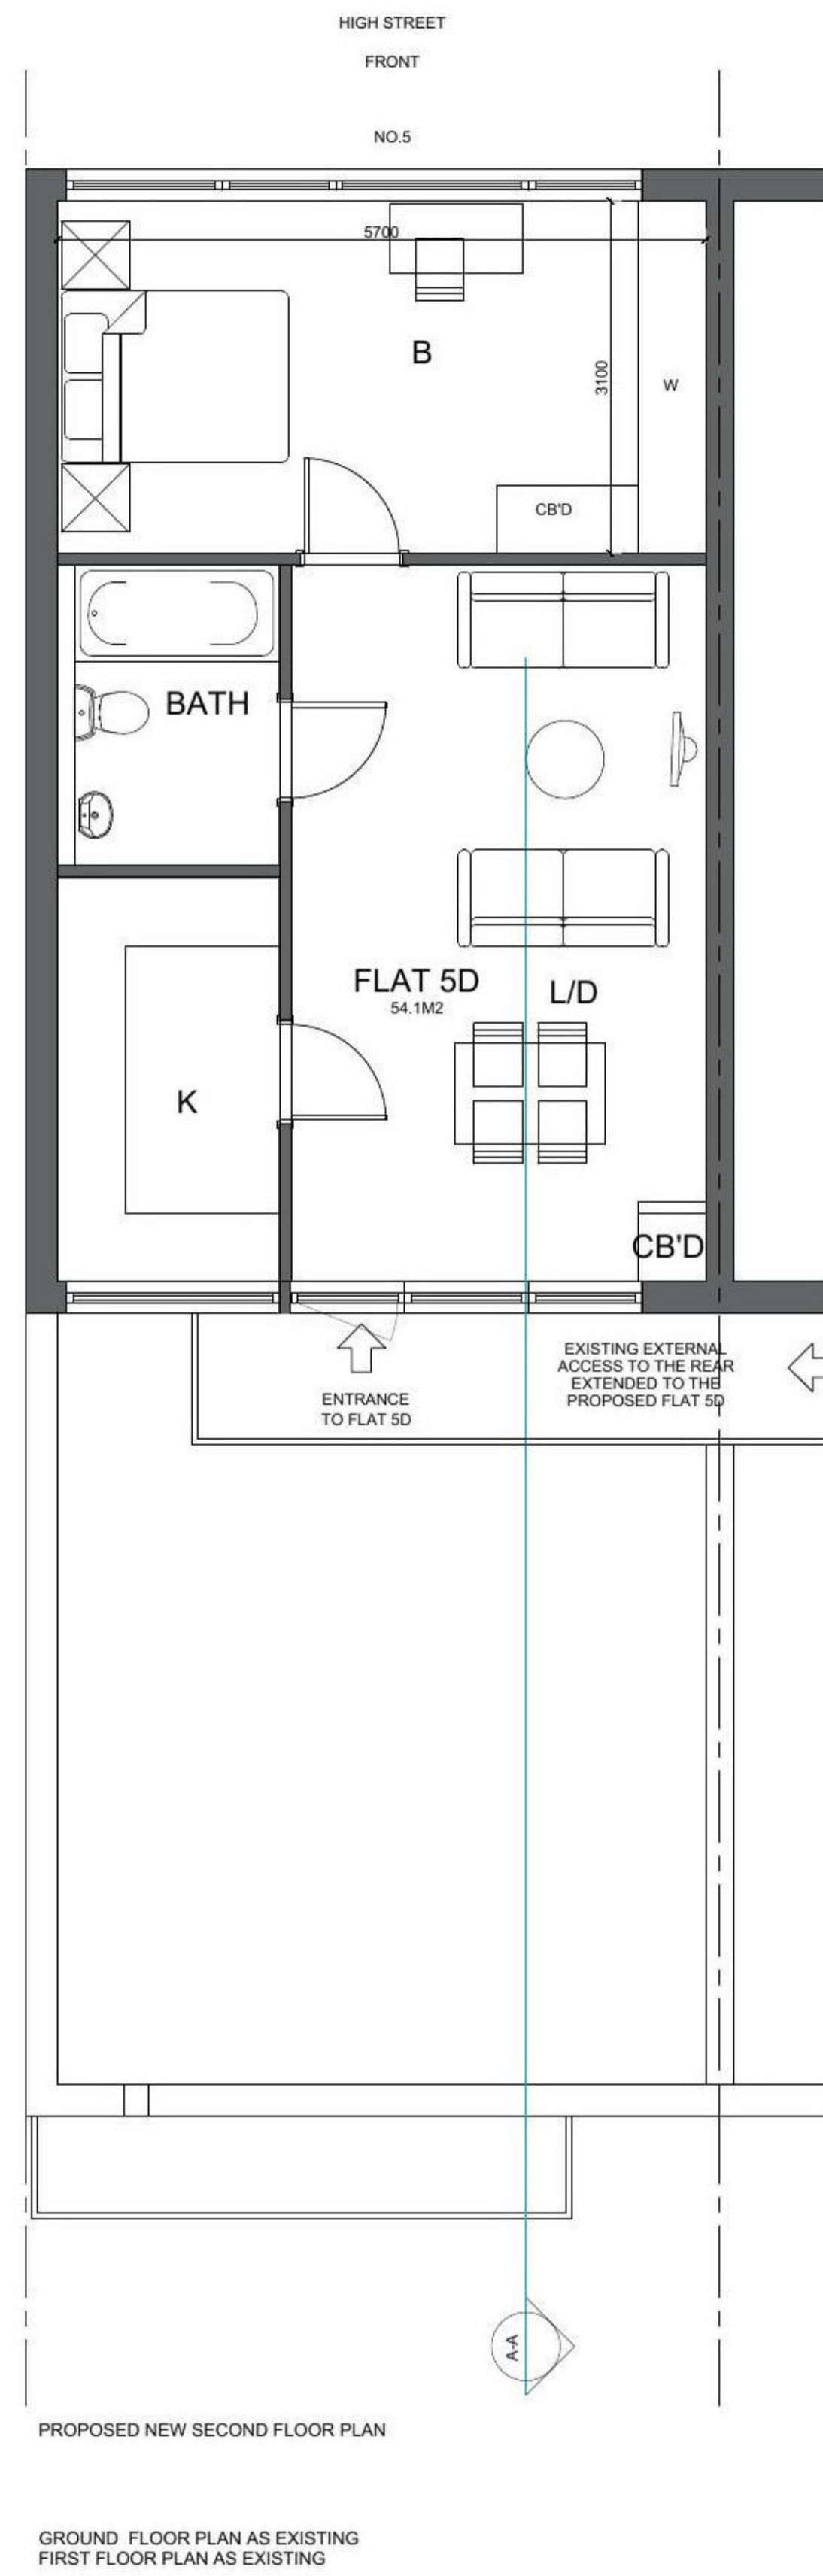 HIGH STREET
FRONT
NO.5
5700
B
3100
W
CB'D
BATH
FLAT 5D
54.1M2
L/D
K
CB'D
ENTRANCE
TO FLAT 5D
EXISTING EXTERNAL
ACCESS TO THE REAR
EXTENDED TO THE
PROPOSED FLAT 5D
A-A
PROPOSED NEW SECOND FLOOR PLAN
GROUND FLOOR PLAN AS EXISTING
FIRST FLOOR PLAN AS EXISTING